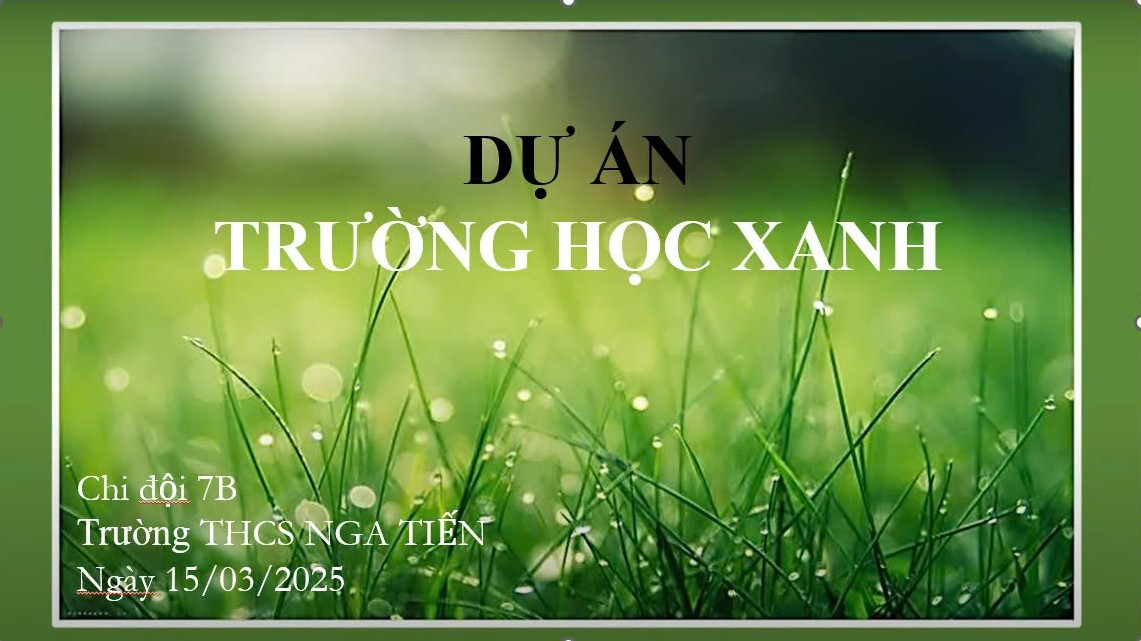 DỰ ÁN
TRƯỜNG HỌC XANH
Chi đội 7B
Trường THCS NGA TIẾN
Ngày 15/03/2025